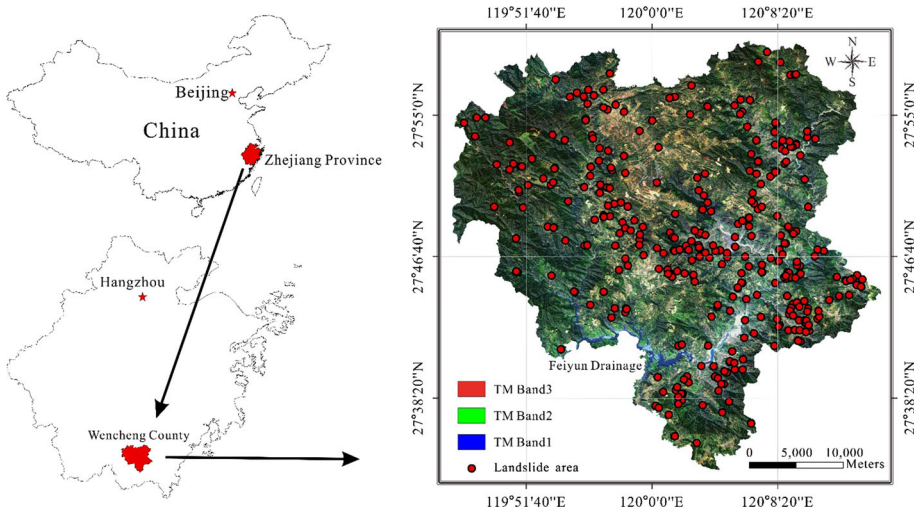 Beijing
China
Zhejiang Province
Hangzhou
Wencheng County
119°51'40"E 120°0'0"E 120°8'20"E
N
W E
S
27°55'0"N 27°55'0"N
27°46'40"N 27°46'40"N
Feiyun Drainage
TM Band3
27°38'20"N 27°38'20"N
TM Band2
TM Band1
Landslide area
0 5,000 10,000
Meters
119°51'40"E 120°0'0"E 120°8'20"E